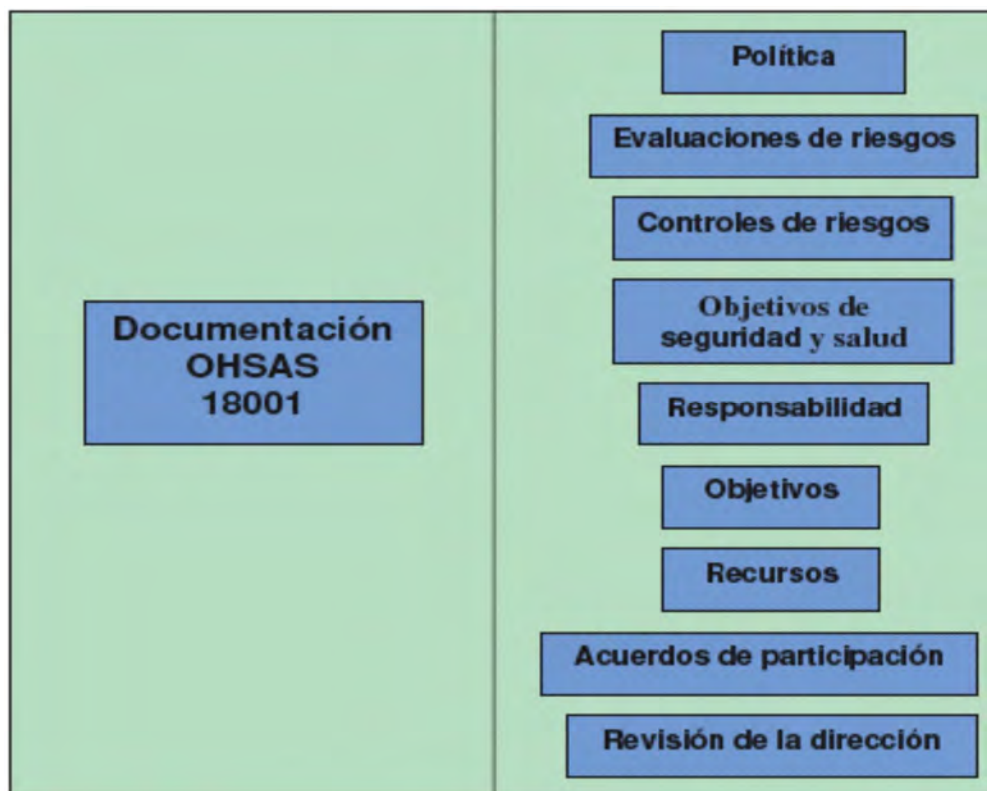 Documentación
OHSAS
18001
Política
Evaluaciones de riesgos
Controles de riesgos
Objetivos de
seguridad y salud
Responsabilidad
Objetivos
Recursos
Acuerdos de participación
Revisión de la dirección